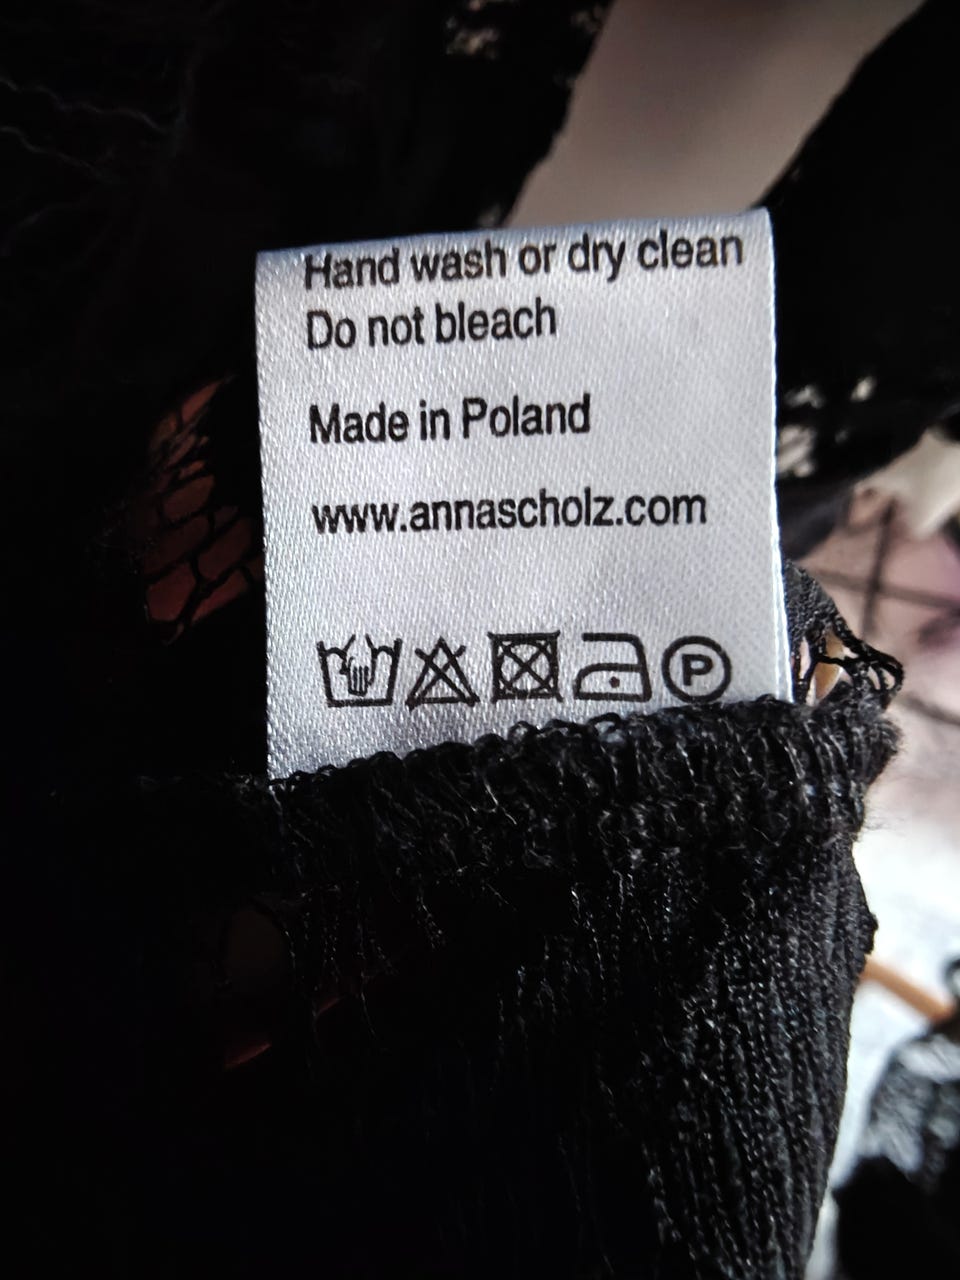 Hand wash or dry clean
Do not bleach
Made in Poland
www.annascholz.com
P